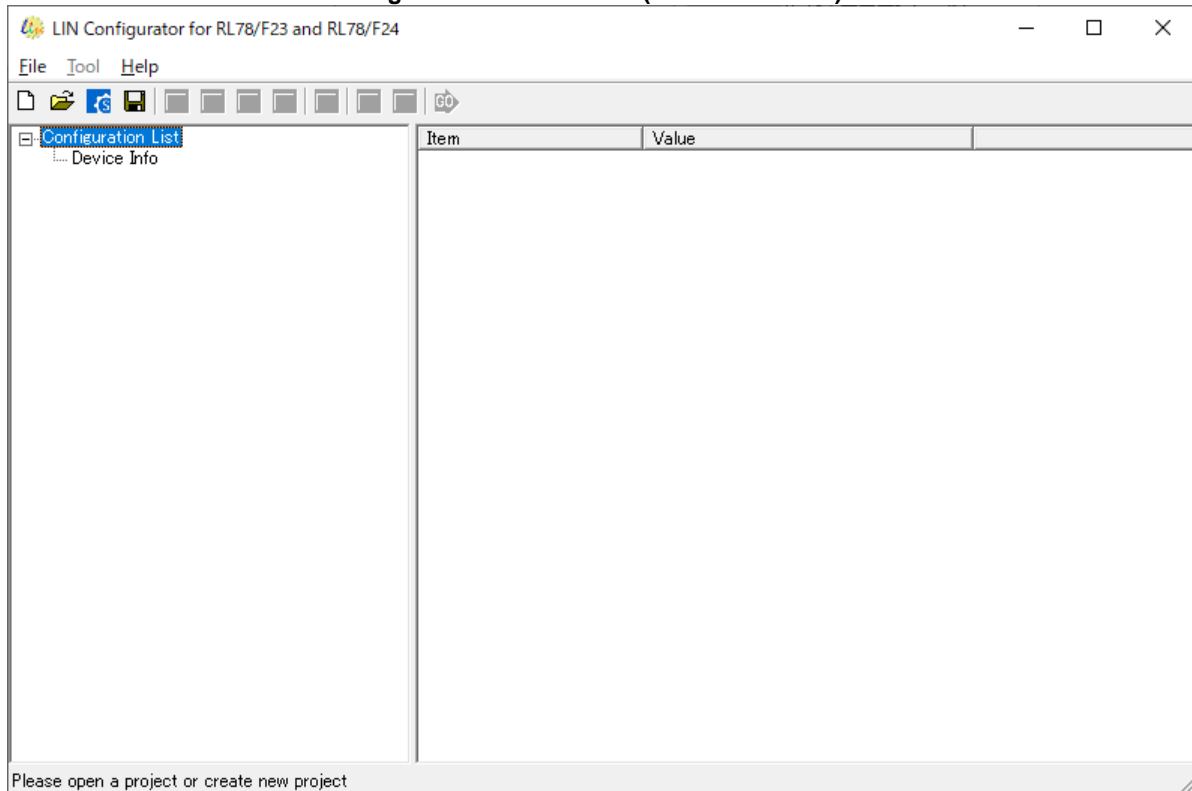 LIN Configurator for RL78/F23 and RL78/F24
File Tool Help
GO
Configuration List
Device Info
Item Value
Please open a project or create new project